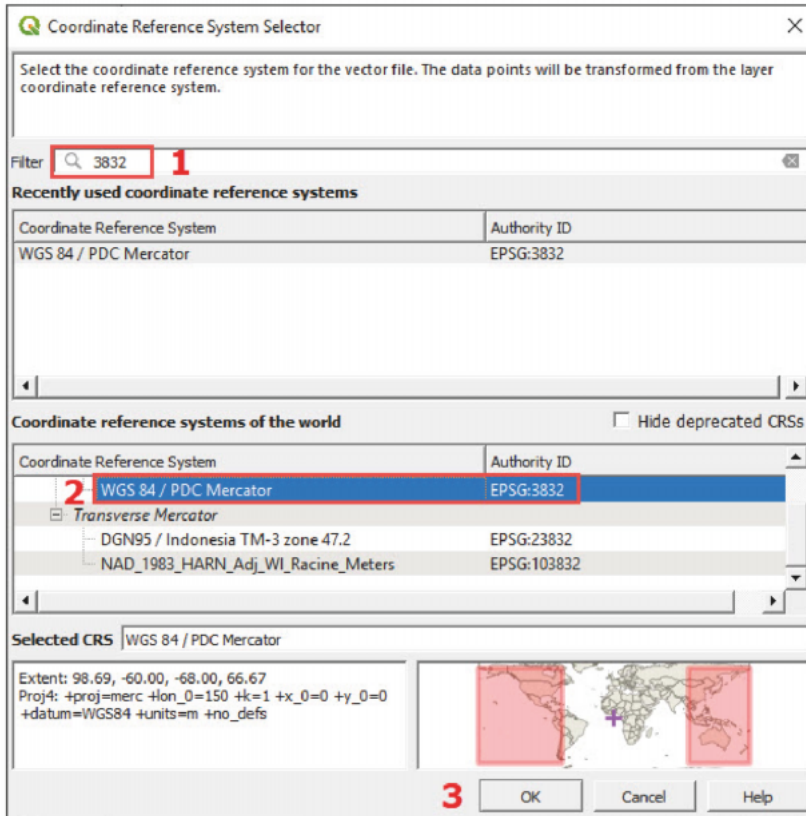 Coordinate Reference System Selector
Select the coordinate reference system for the vector file. The data points will be transformed from the layer
coordinate reference system.
Filter 3832 1
Recently used coordinate reference systems
Coordinate Reference System Authority ID
WGS 84 / PDC Mercator EPSG:3832
Coordinate reference systems of the world Hide deprecated CRSs
Coordinate Reference System Authority ID
2 WGS 84 / PDC Mercator EPSG:3832
Transverse Mercator
DGN95 / Indonesia TM-3 zone 47.2 EPSG:23832
NAD_1983_HARN_Adj_WI_Racine_Meters EPSG:103832
Selected CRS WGS 84 / PDC Mercator
Extent: 98.69, -60.00, -68.00, 66.67
Proj4: +proj=merc +lon_0=150 +k=1 +x_0=0 +y_0=0
+datum=WGS84 +units=m +no_defs
3 OK Cancel Help